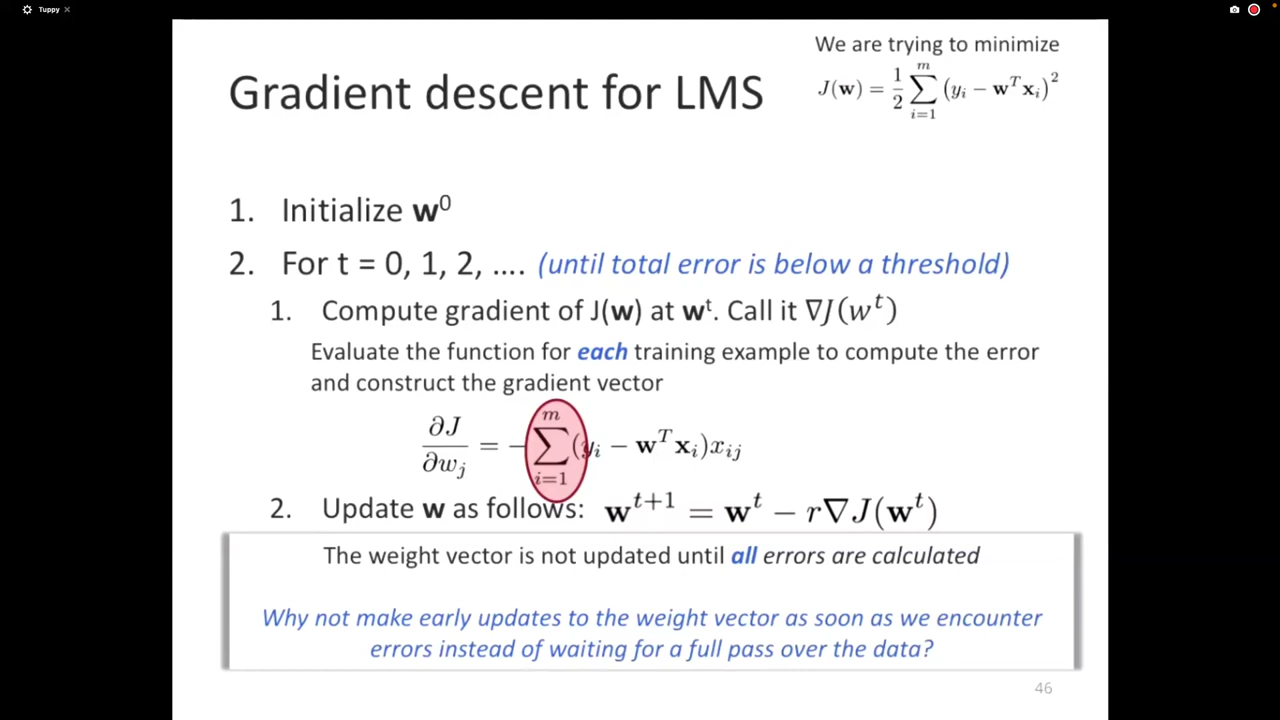 Tuppy
We are trying to minimize
Gradient descent for LMS
J(w) = 1/2 ∑_{i=1}^{m} (y_i − w^T x_i)^2
1. Initialize w^0
2. For t = 0, 1, 2, .... (until total error is below a threshold)
1. Compute gradient of J(w) at w^t. Call it ∇J(w^t)
Evaluate the function for each training example to compute the error
and construct the gradient vector
∂J/∂w_j = −∑_{i=1}^{m} (y_i − w^T x_i)x_{ij}
2. Update w as follows: w^{t+1} = w^t − r∇J(w^t)
The weight vector is not updated until all errors are calculated
Why not make early updates to the weight vector as soon as we encounter
errors instead of waiting for a full pass over the data?
46